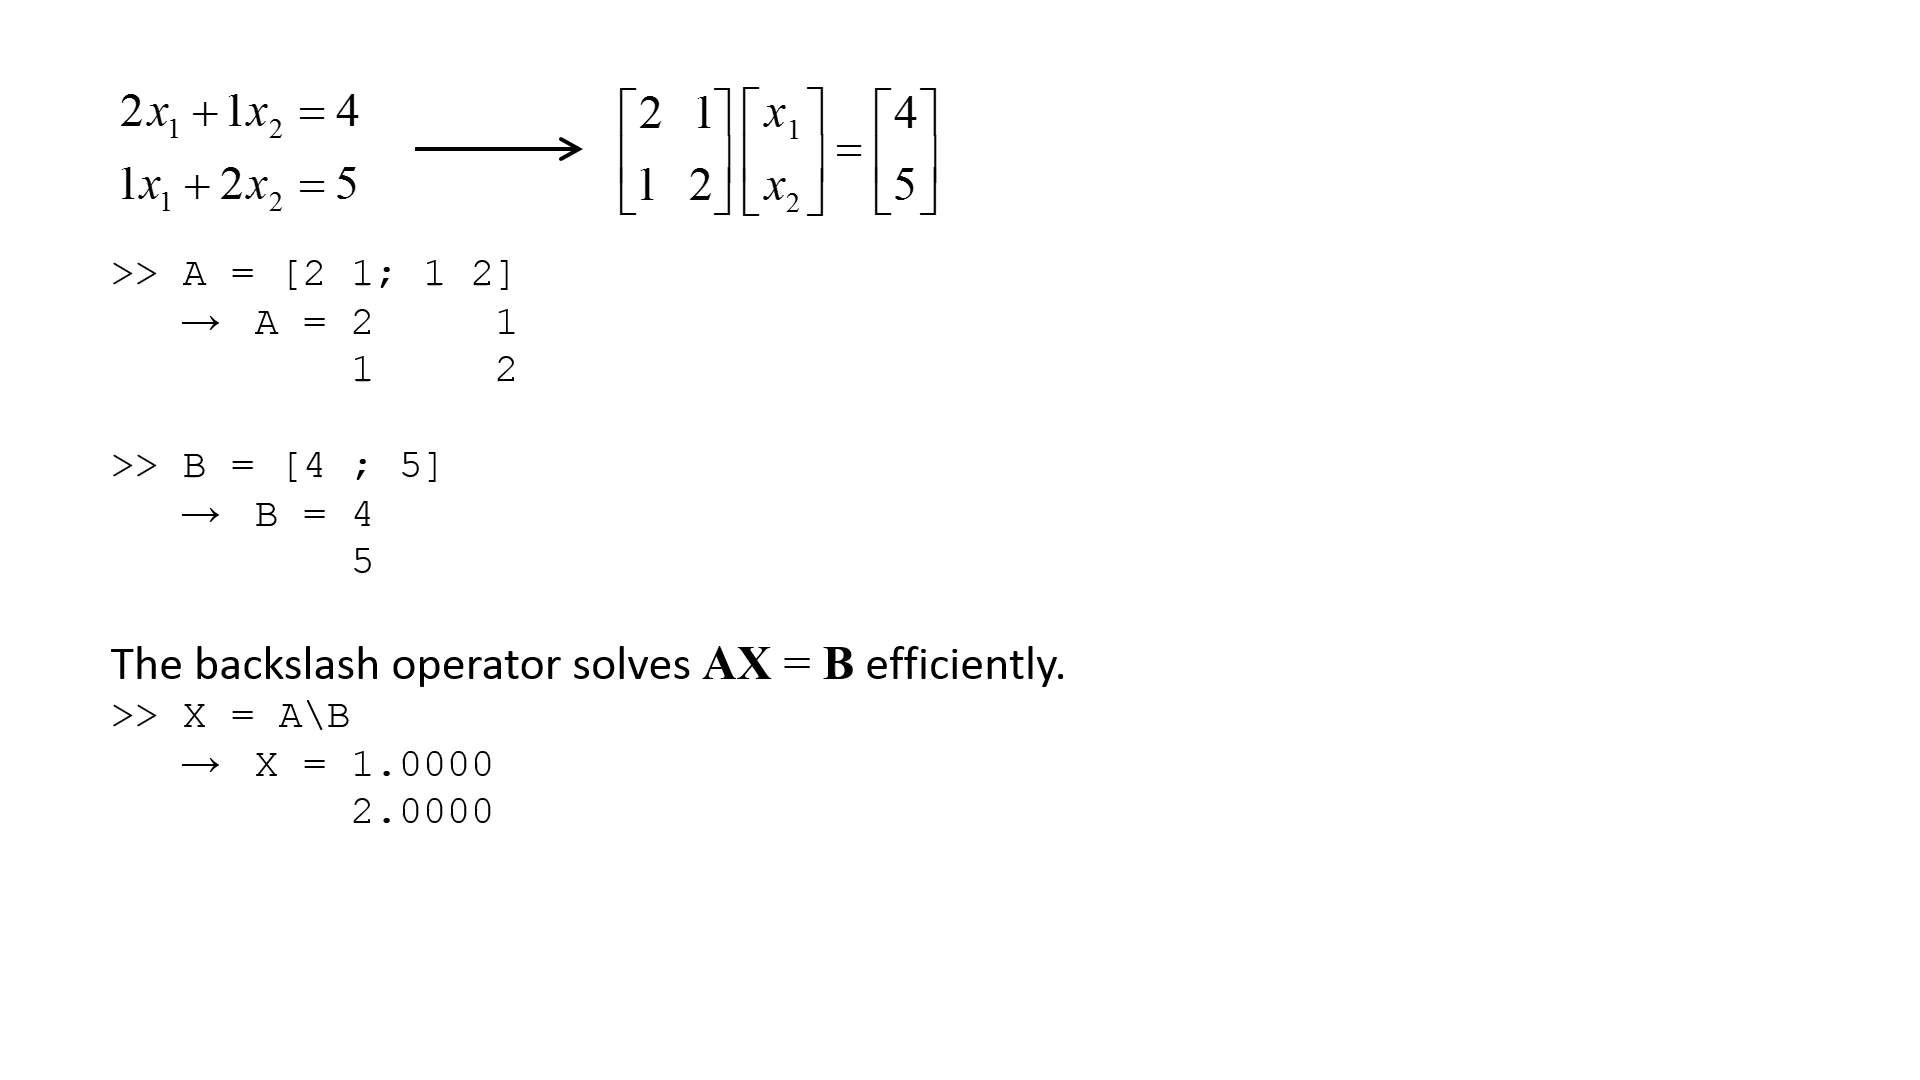 2x₁ + 1x₂ = 4
1x₁ + 2x₂ = 5
[2 1; 1 2] [x₁; x₂] = [4; 5]
>> A = [2 1; 1 2]
→ A = 2 1
1 2
>> B = [4 ; 5]
→ B = 4
5
The backslash operator solves AX = B efficiently.
>> X = A\B
→ X = 1.0000
2.0000